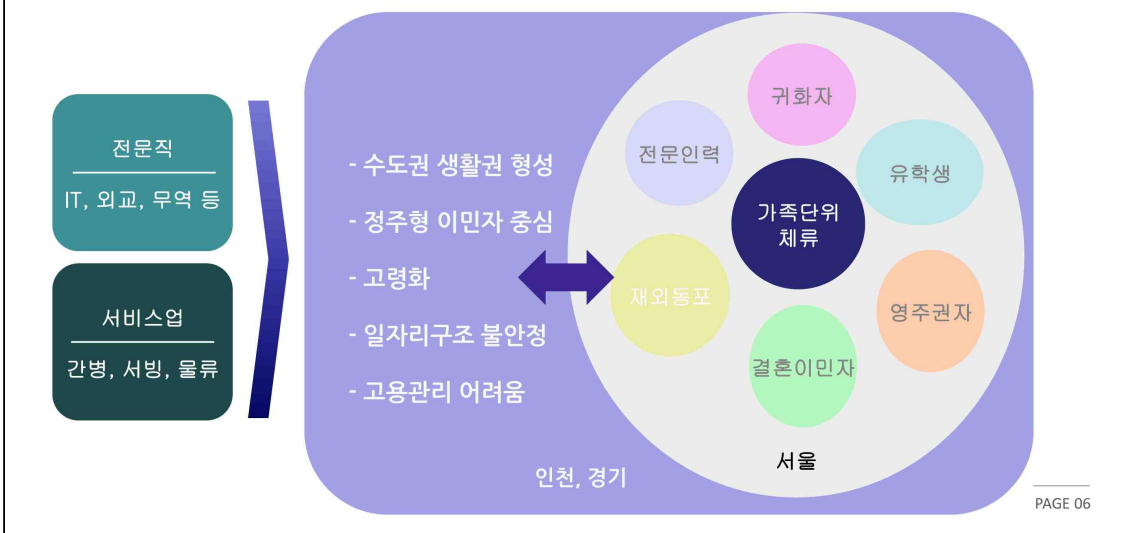 전문직
IT, 외교, 무역 등
서비스업
간병, 서빙, 물류
- 수도권 생활권 형성
- 정주형 이민자 중심
- 고령화
- 일자리구조 불안정
- 고용관리 어려움
인천, 경기
귀화자
전문인력
유학생
가족단위
체류
재외동포
영주권자
결혼이민자
서울
PAGE 06